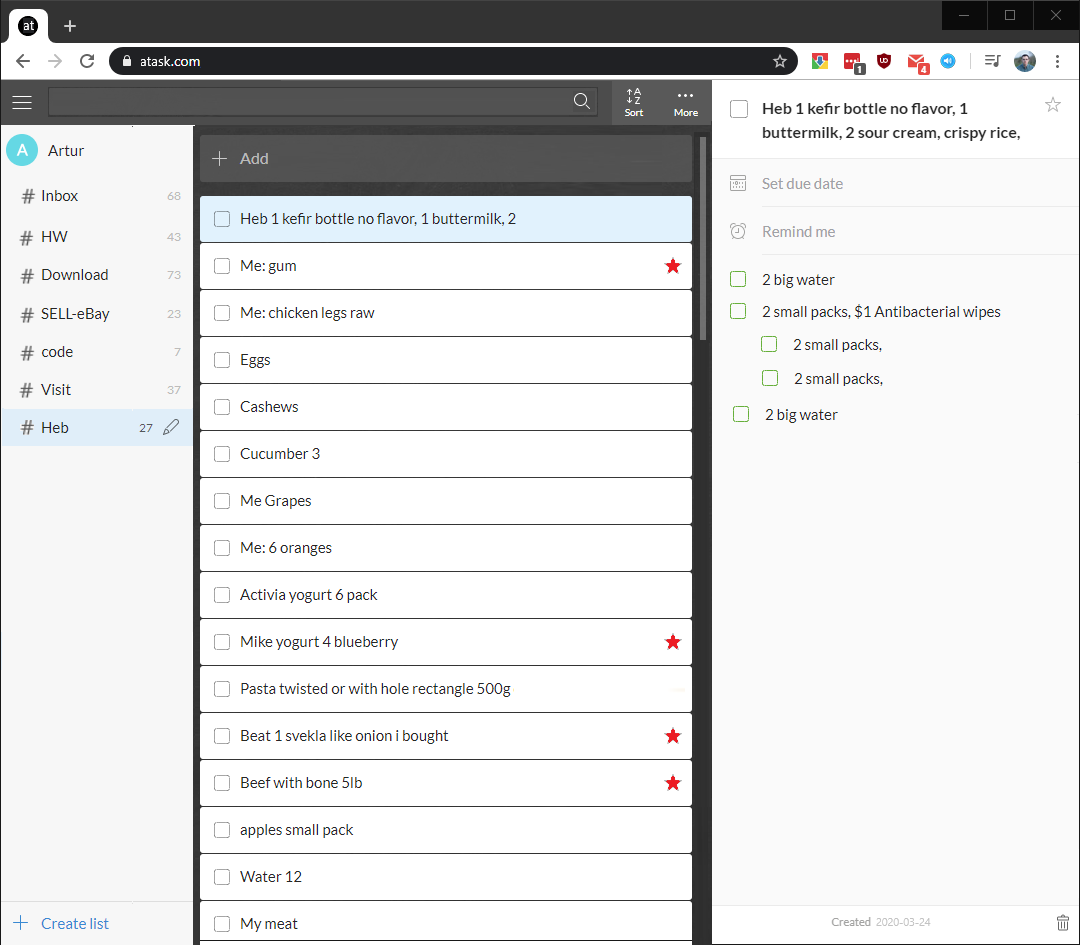 at
atask.com
1
UD
4
Sort
More
A
Artur
# Inbox 68
# HW 43
# Download 73
# SELL-eBay 23
# code 7
# Visit 37
# Heb 27
+ Create list
+ Add
Heb 1 kefir bottle no flavor, 1 buttermilk, 2
Me: gum
Me: chicken legs raw
Eggs
Cashews
Cucumber 3
Me Grapes
Me: 6 oranges
Activia yogurt 6 pack
Mike yogurt 4 blueberry
Pasta twisted or with hole rectangle 500g
Beat 1 svekla like onion i bought
Beef with bone 5lb
apples small pack
Water 12
My meat
Heb 1 kefir bottle no flavor, 1
buttermilk, 2 sour cream, crispy rice,
Set due date
Remind me
2 big water
2 small packs, $1 Antibacterial wipes
2 small packs,
2 small packs,
2 big water
Created 2020-03-24